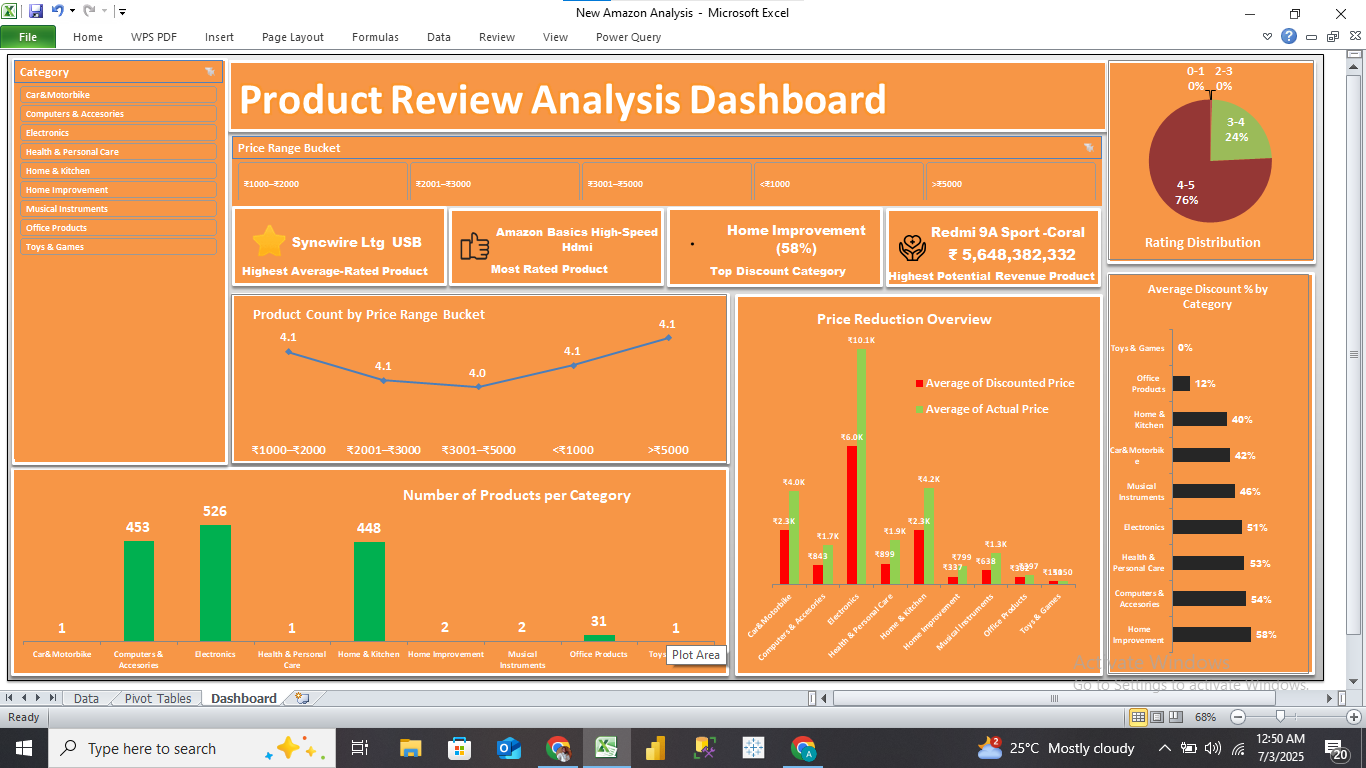 New Amazon Analysis - Microsoft Excel
File Home WPS PDF Insert Page Layout Formulas Data Review View Power Query
Category
Car&Motorbike
Computers & Accesories
Electronics
Health & Personal Care
Home & Kitchen
Home Improvement
Musical Instruments
Office Products
Toys & Games
Product Review Analysis Dashboard
Price Range Bucket
₹1000–₹2000 ₹2001–₹3000 ₹3001–₹5000 <₹1000 >₹5000
Syncwire Ltg USB
Highest Average-Rated Product
Amazon Basics High-Speed
Hdmi
Most Rated Product
Home Improvement
(58%)
Top Discount Category
Redmi 9A Sport -Coral
₹ 5,648,382,332
Highest Potential Revenue Product
0-1 2-3
0% 0%
3-4
24%
4-5
76%
Rating Distribution
Product Count by Price Range Bucket
4.1 4.1 4.0 4.1 4.1
₹1000–₹2000 ₹2001–₹3000 ₹3001–₹5000 <₹1000 >₹5000
Price Reduction Overview
Average of Discounted Price
Average of Actual Price
₹2.3K ₹4.0K ₹843 ₹1.7K ₹6.0K ₹10.1K ₹899 ₹1.9K ₹2.3K ₹4.2K ₹337 ₹799 ₹638 ₹1.3K
Car&Motorbike
Computers & Accesories
Electronics
Health & Personal Care
Home & Kitchen
Home Improvement
Musical Instruments
Office Products
Toys & Games
Average Discount % by
Category
Toys & Games 0%
Office
Products 12%
Home &
Kitchen 40%
Car&Motorbik
e 42%
Musical
Instruments 46%
Electronics 51%
Health &
Personal Care 53%
Computers &
Accesories 54%
Home
Improvement 58%
Number of Products per Category
1 453 526 1 448 2 2 31 1
Car&Motorbike Computers & Electronics Health & Personal Home & Kitchen Home Improvement Musical Office Products Toys
Accesories Care Instruments
Plot Area
Activate Windows
Go to Settings to activate Windows.
Data Pivot Tables Dashboard
Ready 68%
Type here to search
25°C Mostly cloudy
12:50 AM
7/3/2025
20